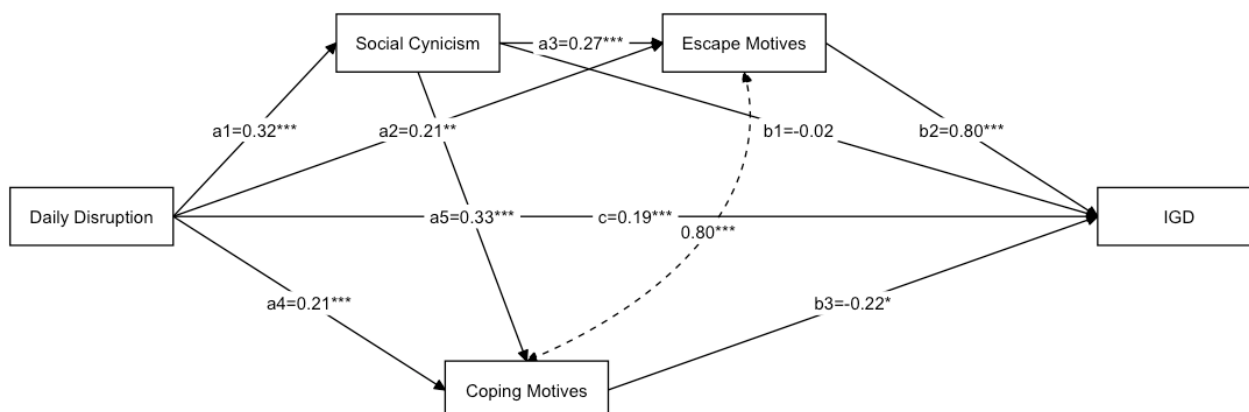 Social Cynicism
a3=0.27***
Escape Motives
a1=0.32***
a2=0.21**
b1=-0.02
b2=0.80***
Daily Disruption
a5=0.33***
c=0.19***
IGD
0.80***
a4=0.21***
b3=-0.22*
Coping Motives